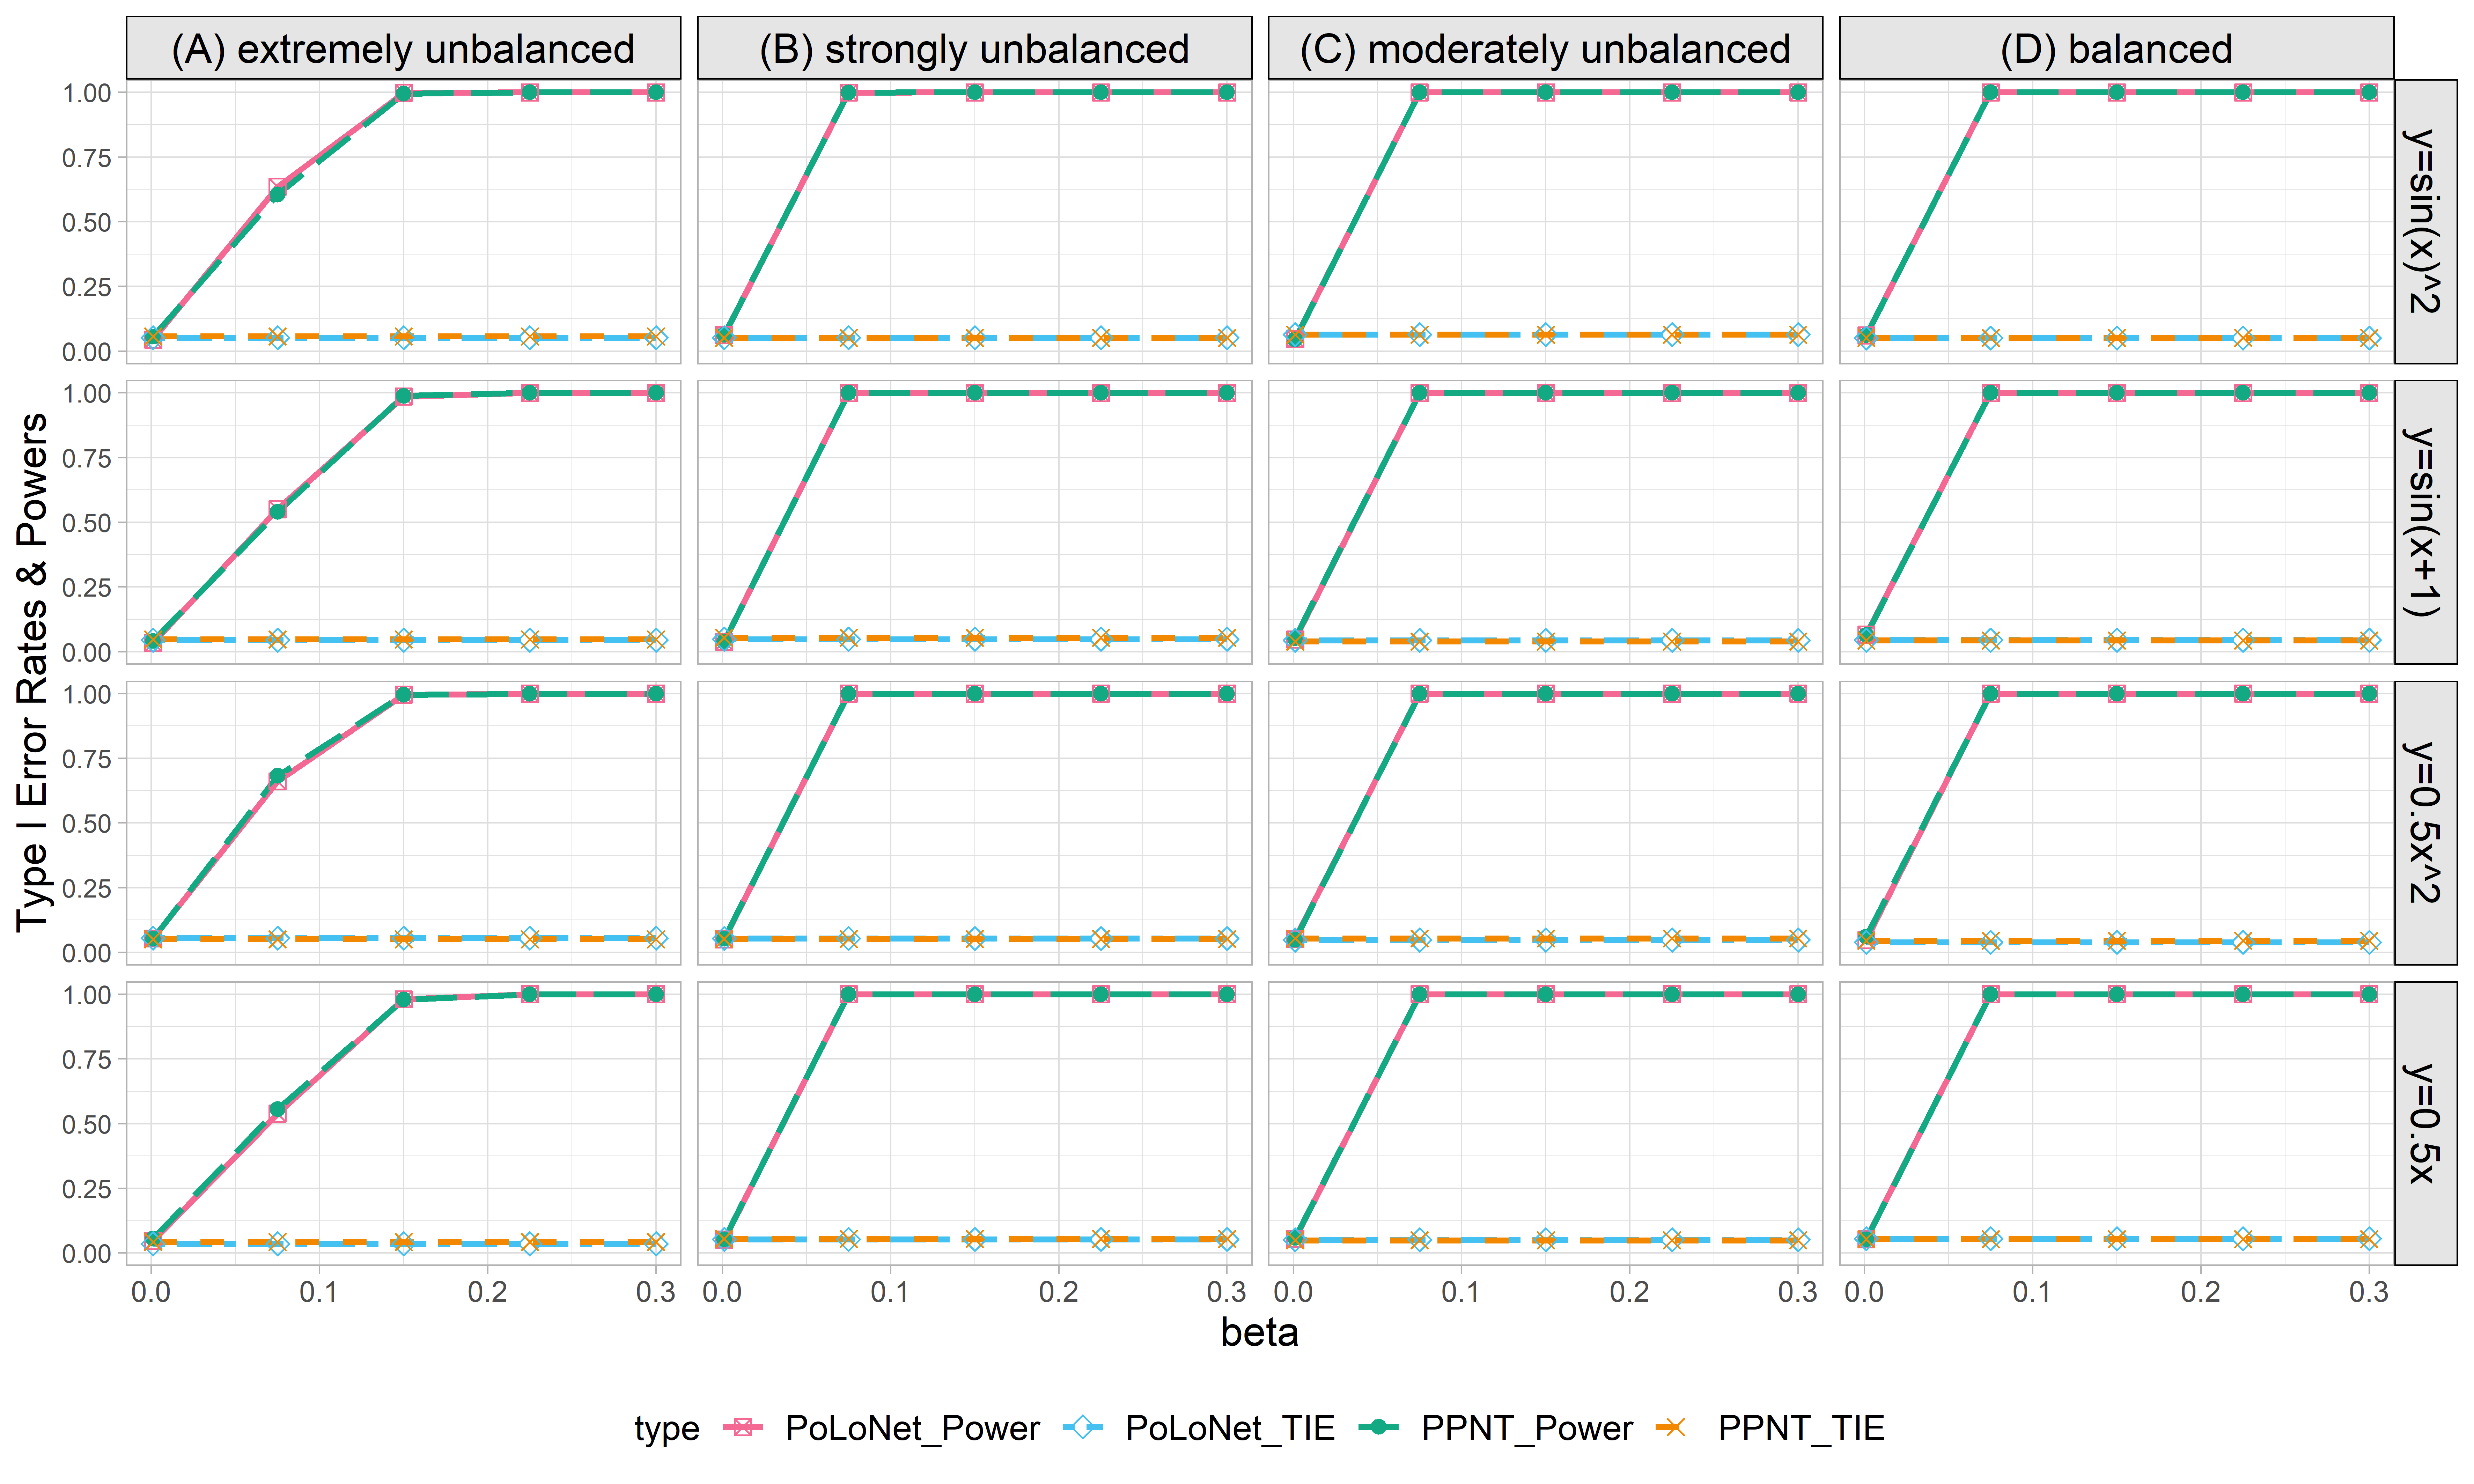 (A) extremely unbalanced
(B) strongly unbalanced
(C) moderately unbalanced
(D) balanced
1.00
0.75
0.50
0.25
0.00
y=sin(x)^2
1.00
0.75
0.50
0.25
0.00
y=sin(x+1)
1.00
0.75
0.50
0.25
0.00
y=0.5x^2
1.00
0.75
0.50
0.25
0.00
y=0.5x
Type I Error Rates & Powers
0.0 0.1 0.2 0.3
0.0 0.1 0.2 0.3
0.0 0.1 0.2 0.3
0.0 0.1 0.2 0.3
beta
type PoLoNet_Power PoLoNet_TIE PPNT_Power PPNT_TIE